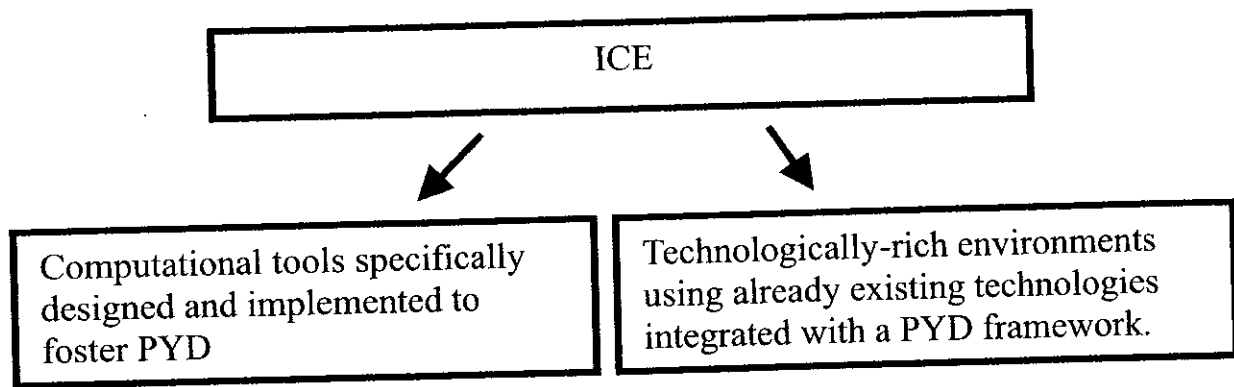 ICE
Computational tools specifically
designed and implemented to
foster PYD
Technologically-rich environments
using already existing technologies
integrated with a PYD framework.